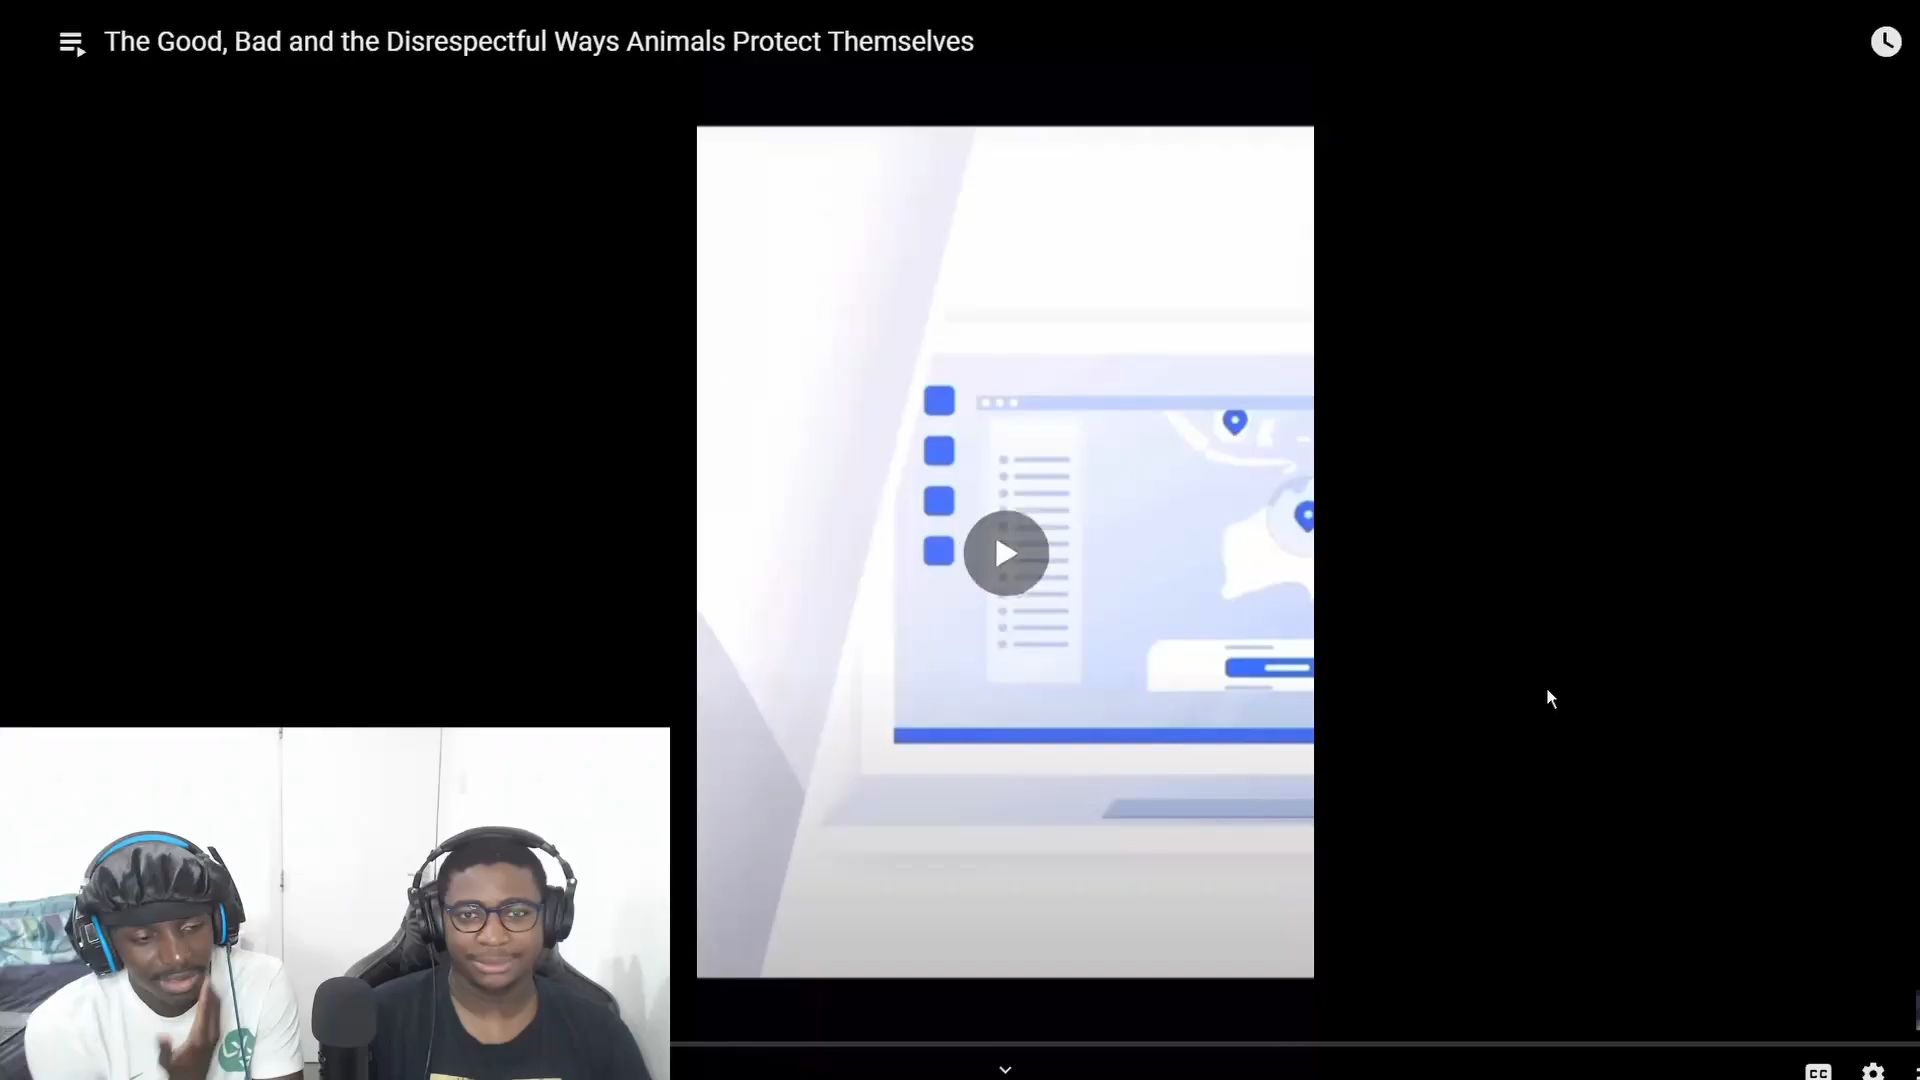 The Good, Bad and the Disrespectful Ways Animals Protect Themselves
CC